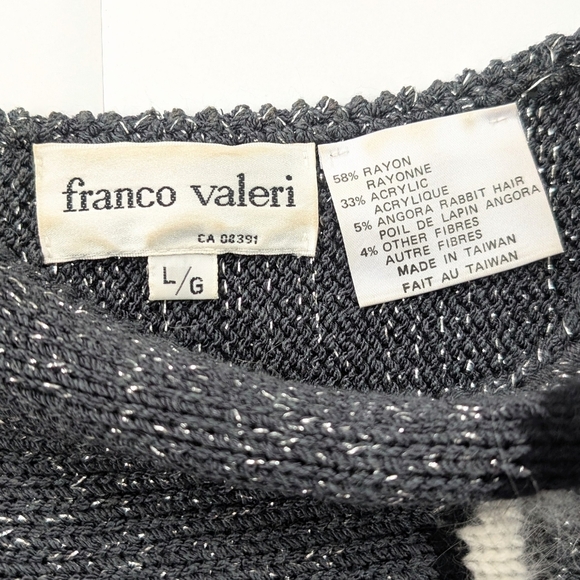 franco valeri
CA 08391
L/G
58% RAYON
RAYONNE
33% ACRYLIC
ACRYLIQUE
5% ANGORA RABBIT HAIR
POIL DE LAPIN ANGORA
4% OTHER FIBRES
AUTRE FIBRES
MADE IN TAIWAN
FAIT AU TAIWAN